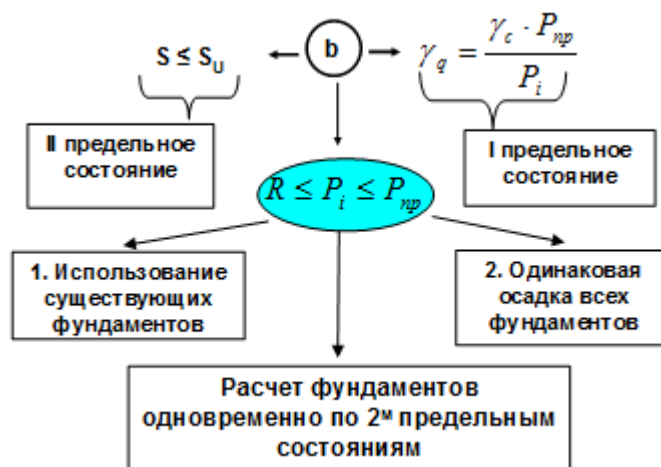 S ≤ S_U
b
γ_q = (γ_c · P_пр) / P_i
II предельное
состояние
I предельное
состояние
R ≤ P_i ≤ P_пр
1. Использование
существующих
фундаментов
2. Одинаковая
осадка всех
фундаментов
Расчет фундаментов
одновременно по 2ᵐ предельным
состояниям